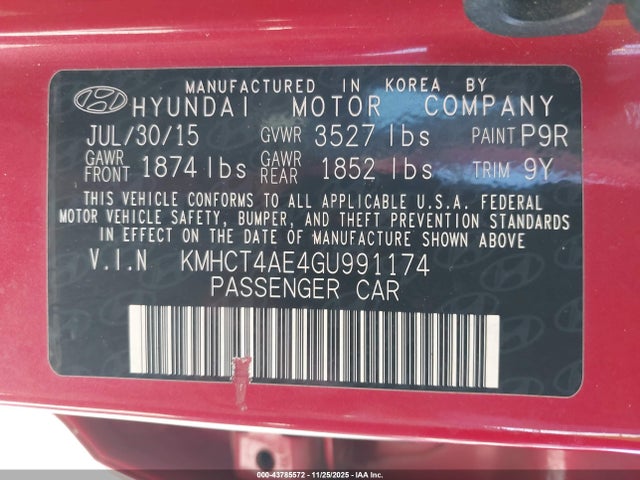 MANUFACTURED IN KOREA BY
HYUNDAI MOTOR COMPANY
JUL/30/15 GVWR 3527 lbs PAINT P9R
GAWR FRONT 1874 lbs GAWR REAR 1852 lbs TRIM 9Y
THIS VEHICLE CONFORMS TO ALL APPLICABLE U.S.A. FEDERAL
MOTOR VEHICLE SAFETY, BUMPER, AND THEFT PREVENTION STANDARDS
IN EFFECT ON THE DATE OF MANUFACTURE SHOWN ABOVE.
V.I.N KMHCT4AE4GU991174
PASSENGER CAR
000-43785572 - 11/25/2025 - IAA Inc.